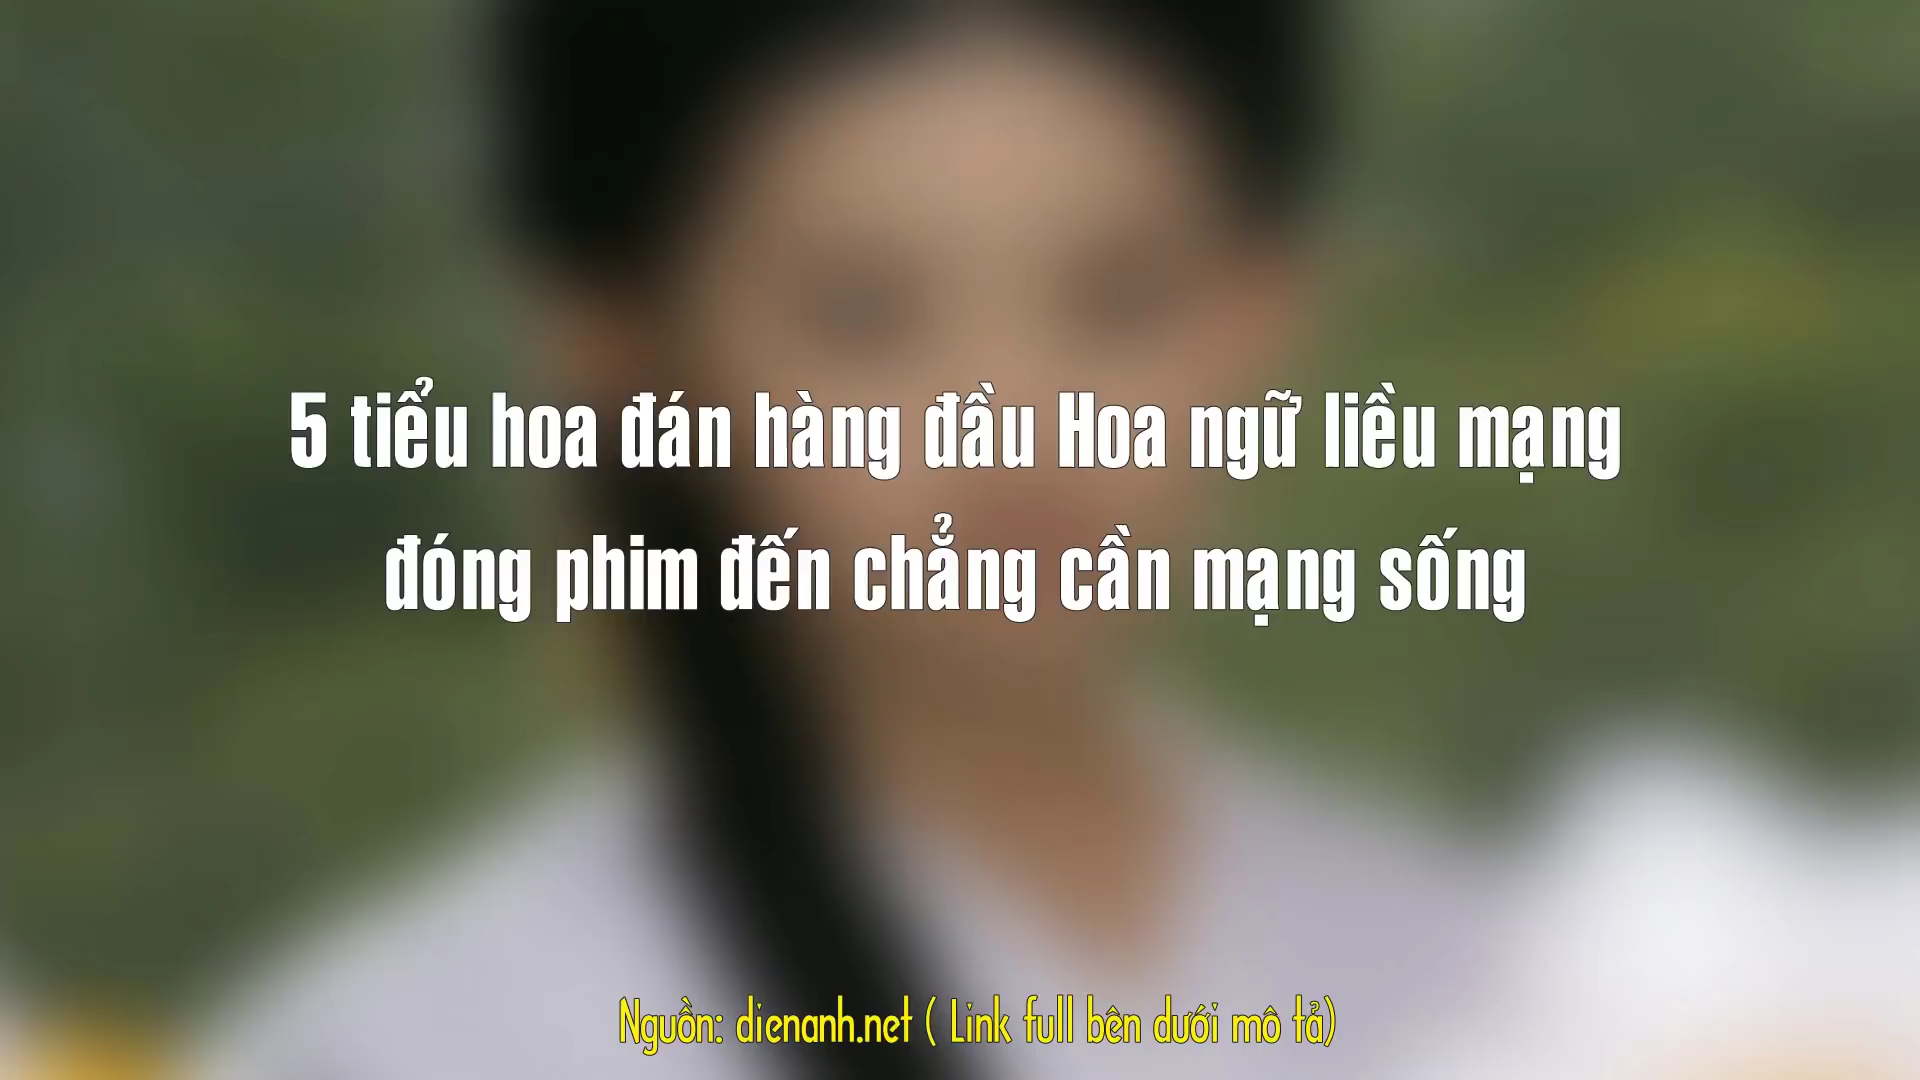 5 tiểu hoa đán hàng đầu Hoa ngữ liều mạng
đóng phim đến chẳng cần mạng sống
Nguồn: dienanh.net ( Link full bên dưới mô tả)